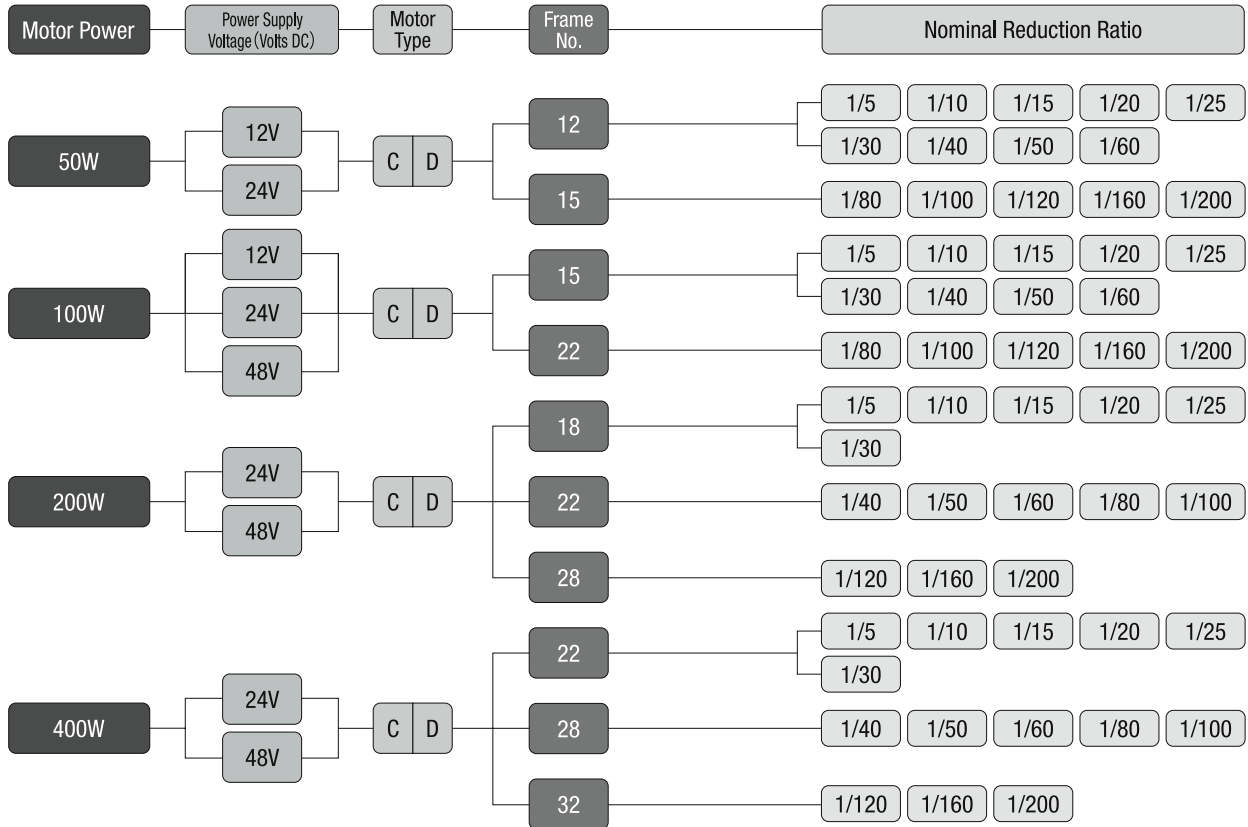 Motor Power
Power Supply
Voltage (Volts DC)
Motor
Type
Frame
No.
Nominal Reduction Ratio
50W
12V
24V
C D
12
1/5 1/10 1/15 1/20 1/25
1/30 1/40 1/50 1/60
15
1/80 1/100 1/120 1/160 1/200
100W
12V
24V
48V
C D
15
1/5 1/10 1/15 1/20 1/25
1/30 1/40 1/50 1/60
22
1/80 1/100 1/120 1/160 1/200
200W
24V
48V
C D
18
1/5 1/10 1/15 1/20 1/25
1/30
22
1/40 1/50 1/60 1/80 1/100
28
1/120 1/160 1/200
400W
24V
48V
C D
22
1/5 1/10 1/15 1/20 1/25
1/30
28
1/40 1/50 1/60 1/80 1/100
32
1/120 1/160 1/200